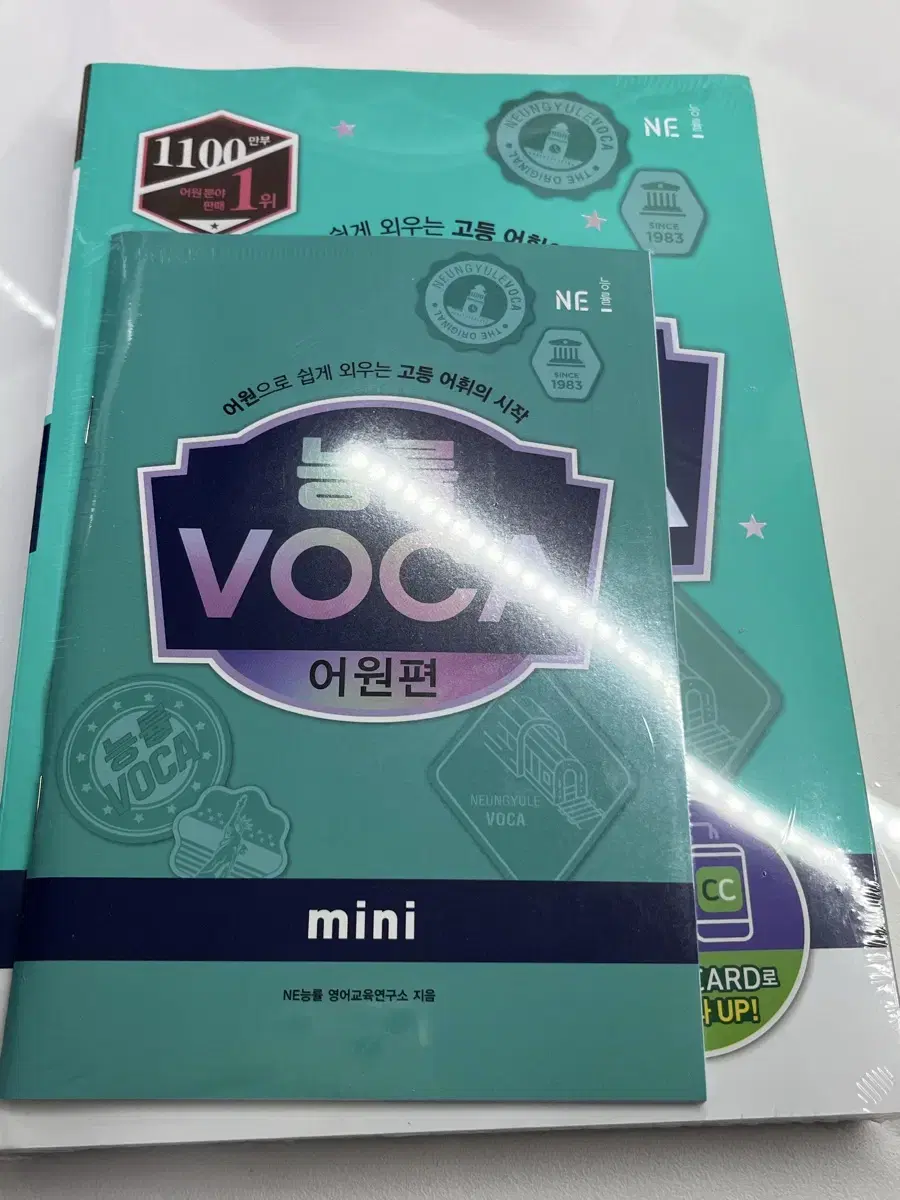 1100만부
어원 분야
판매 1위
NEUNGYULEVOCA
THE ORIGINAL
NE 능률
SINCE
1983
쉽게 외우는 고등 어휘의
NEUNGYULEVOCA
THE ORIGINAL
NE 능률
SINCE
1983
어원으로 쉽게 외우는 고등 어휘의 시작
능률
VOCA
어원편
능률
VOCA
NEUNGYULE
VOCA
CC
CARD로
UP!
mini
NE능률 영어교육연구소 지음